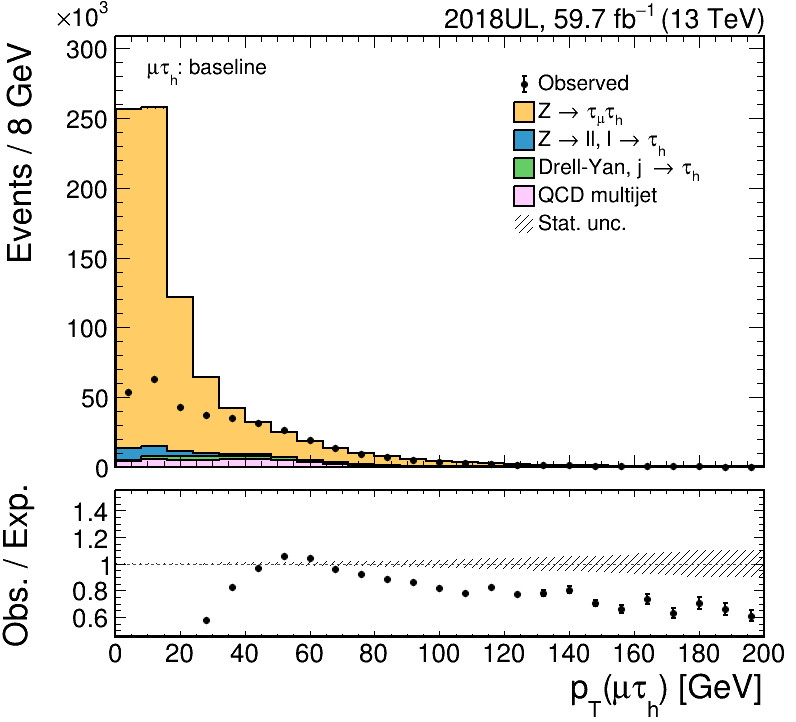 ×10³
2018UL, 59.7 fb⁻¹ (13 TeV)
Events / 8 GeV
300
250
200
150
100
50
0
μτₕ: baseline
Observed
Z → τ_μτₕ
Z → ll, l → τₕ
Drell-Yan, j → τₕ
QCD multijet
Stat. unc.
Obs. / Exp.
1.4
1.2
1
0.8
0.6
0 20 40 60 80 100 120 140 160 180 200
p_T(μτₕ) [GeV]